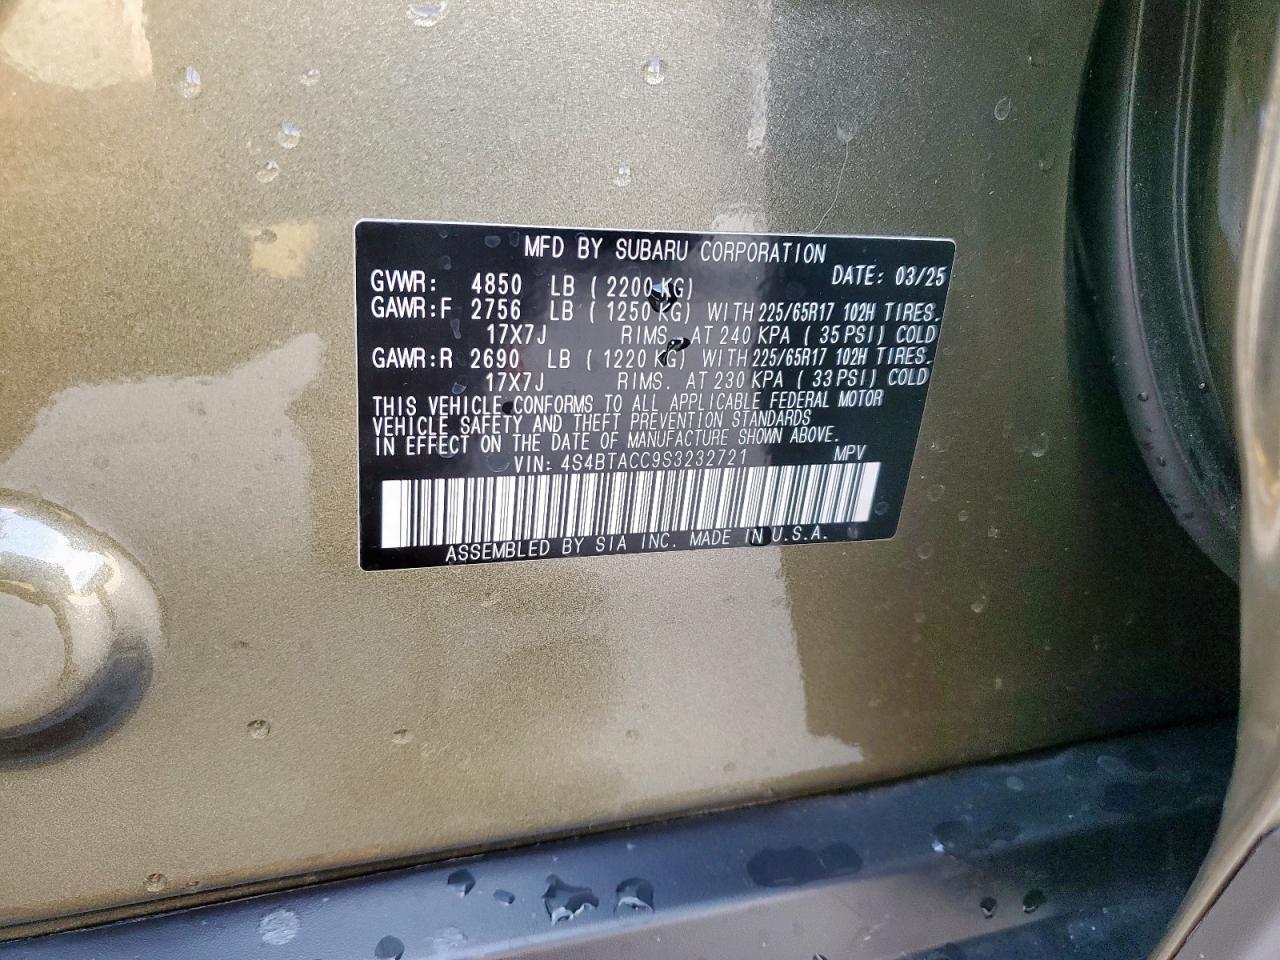 MFD BY SUBARU CORPORATION
GVWR: 4850 LB ( 2200 KG) DATE: 03/25
GAWR:F 2756 LB ( 1250 KG) WITH 225/65R17 102H TIRES.
17X7J RIMS. AT 240 KPA ( 35 PSI) COLD
GAWR:R 2690 LB ( 1220 KG) WITH 225/65R17 102H TIRES.
17X7J RIMS. AT 230 KPA ( 33 PSI) COLD
THIS VEHICLE CONFORMS TO ALL APPLICABLE FEDERAL MOTOR
VEHICLE SAFETY AND THEFT PREVENTION STANDARDS
IN EFFECT ON THE DATE OF MANUFACTURE SHOWN ABOVE.
VIN: 4S4BTACC9S3232721 MPV
ASSEMBLED BY SIA INC. MADE IN U.S.A.